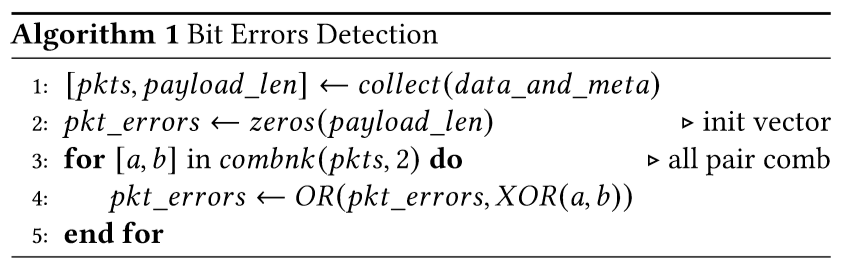 Algorithm 1 Bit Errors Detection
1: [pkts, payload_len] ← collect(data_and_meta)
2: pkt_errors ← zeros(payload_len) ▷ init vector
3: for [a, b] in combnk(pkts, 2) do ▷ all pair comb
4: pkt_errors ← OR(pkt_errors, XOR(a, b))
5: end for